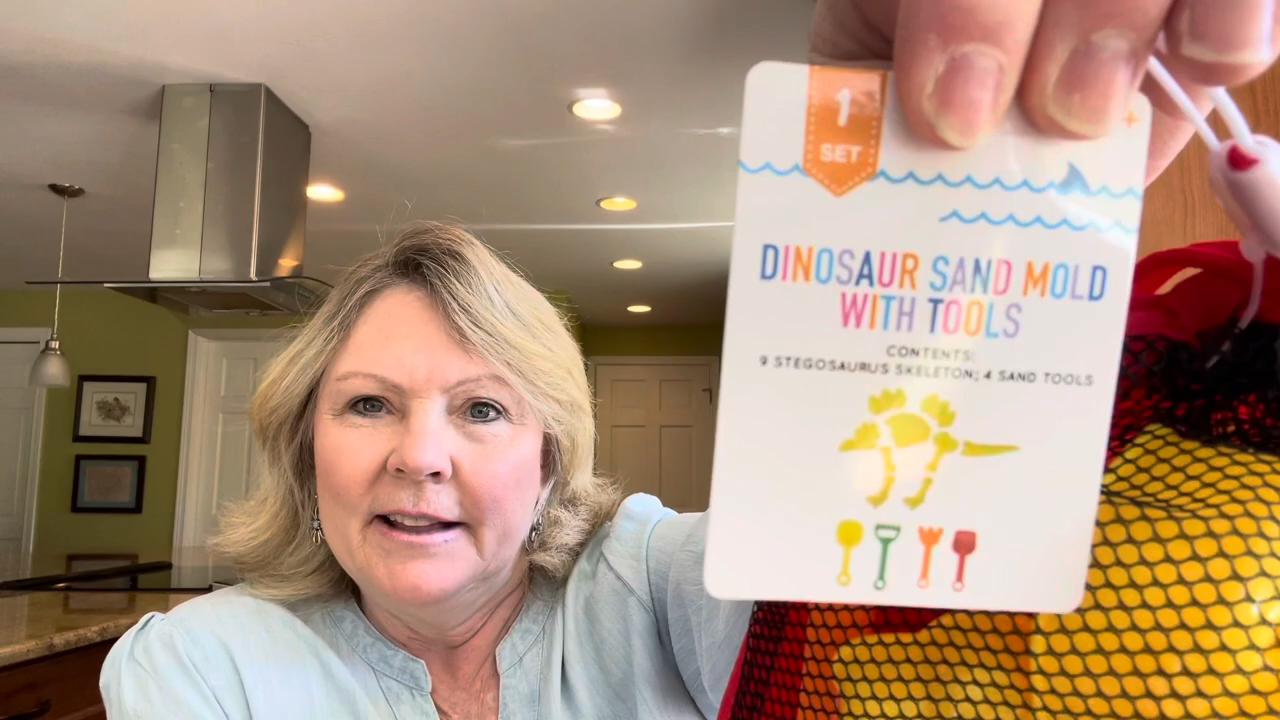 1
SET
DINOSAUR SAND MOLD
WITH TOOLS
CONTENTS:
9 STEGOSAURUS SKELETON; 4 SAND TOOLS